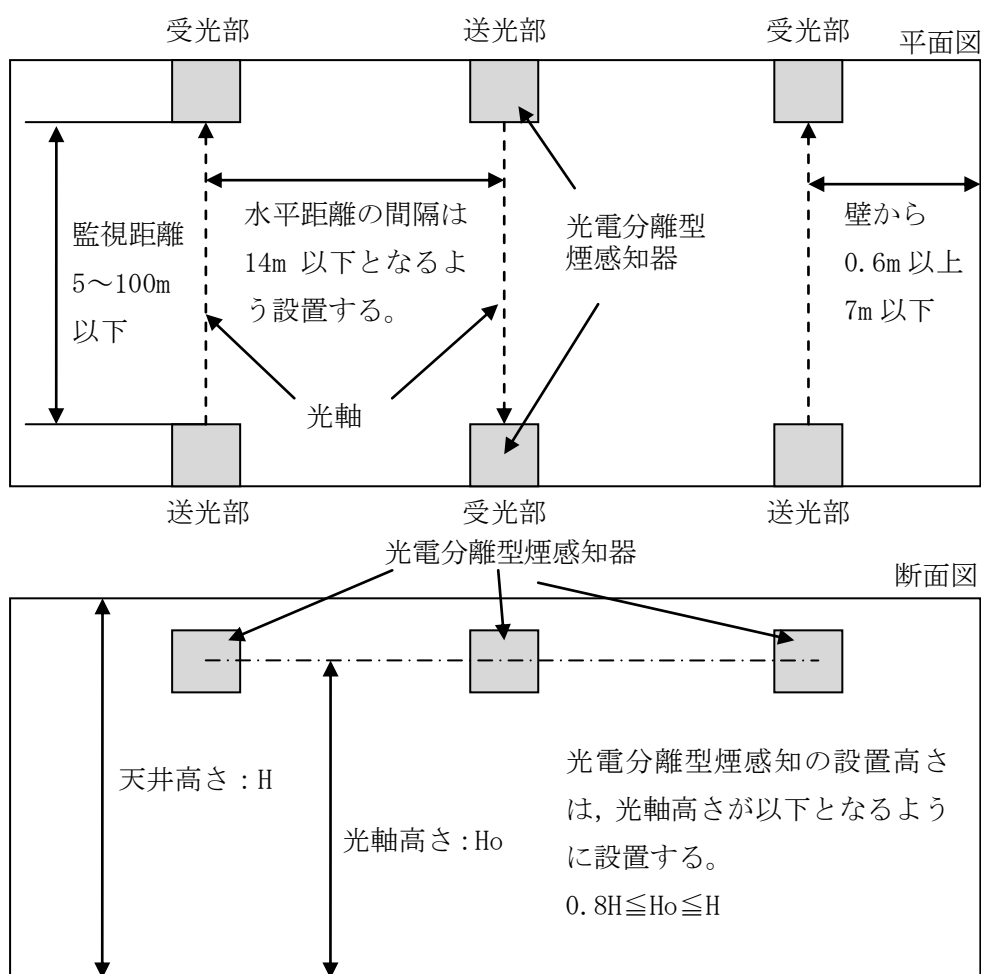 受光部
送光部
受光部
平面図
監視距離
5～100m
以下
水平距離の間隔は
14m 以下となるよ
う設置する。
光電分離型
煙感知器
壁から
0.6m 以上
7m 以下
光軸
送光部
受光部
送光部
光電分離型煙感知器
断面図
天井高さ：H
光軸高さ：Ho
光電分離型煙感知の設置高さ
は，光軸高さが以下となるよう
に設置する。
0.8H≦Ho≦H